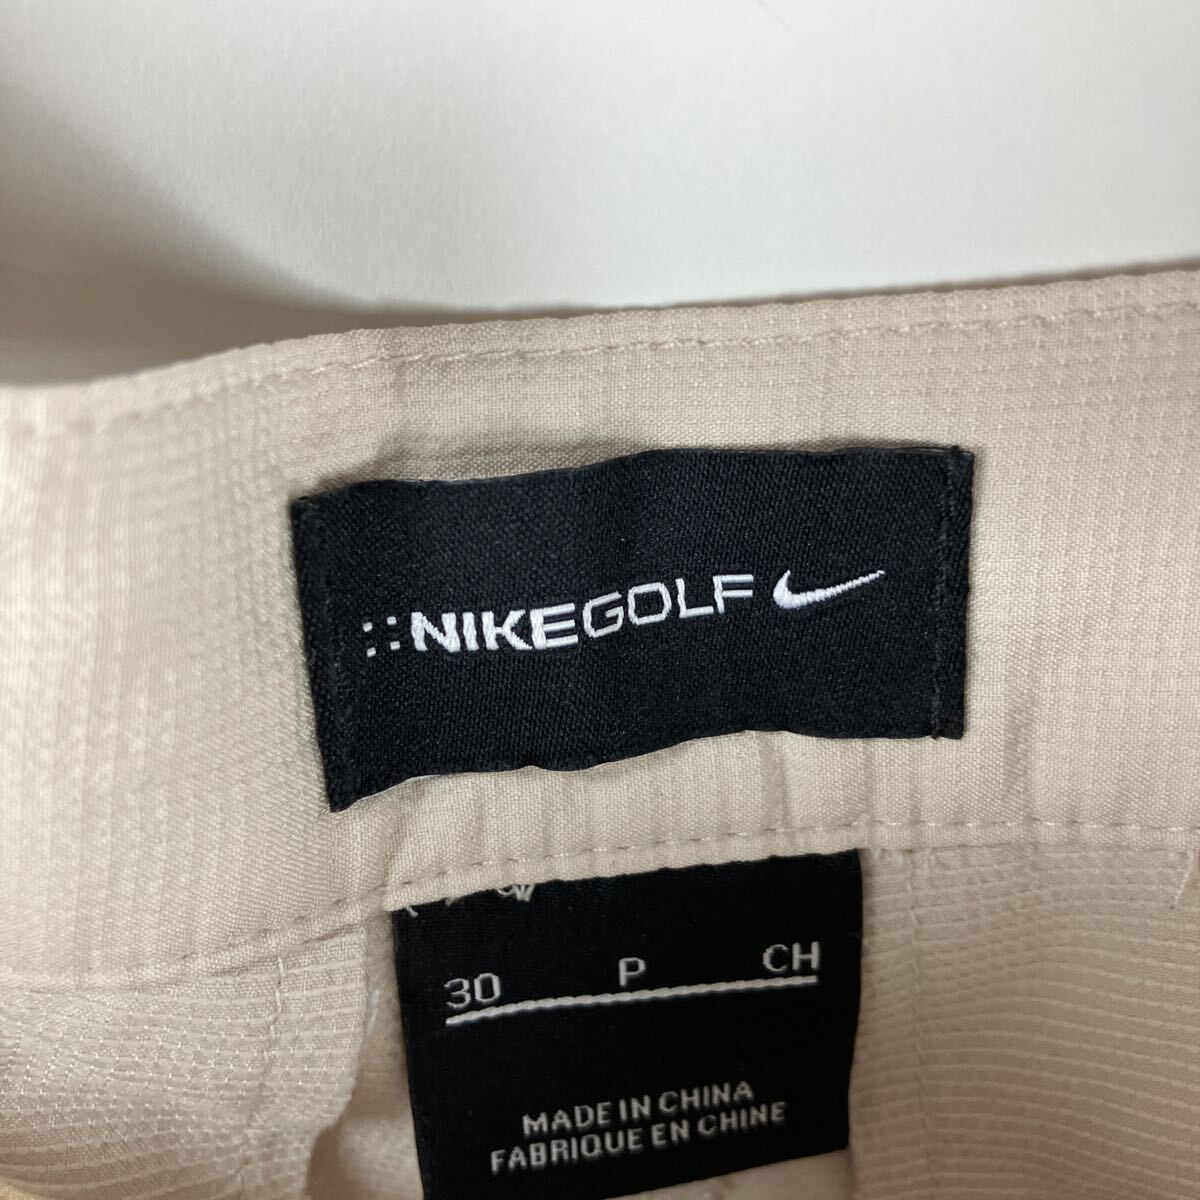 ::NIKEGOLF
30 P CH
MADE IN CHINA
FABRIQUE EN CHINE